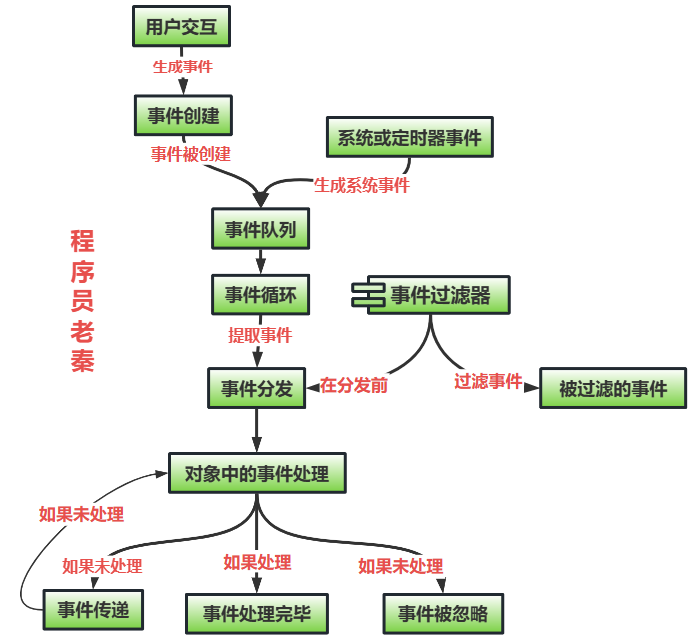 用户交互
生成事件
事件创建
事件被创建
系统或定时器事件
生成系统事件
事件队列
程序员老秦
事件循环
事件过滤器
提取事件
事件分发
在分发前
过滤事件
被过滤的事件
对象中的事件处理
如果未处理
如果未处理
如果处理
如果未处理
事件传递
事件处理完毕
事件被忽略